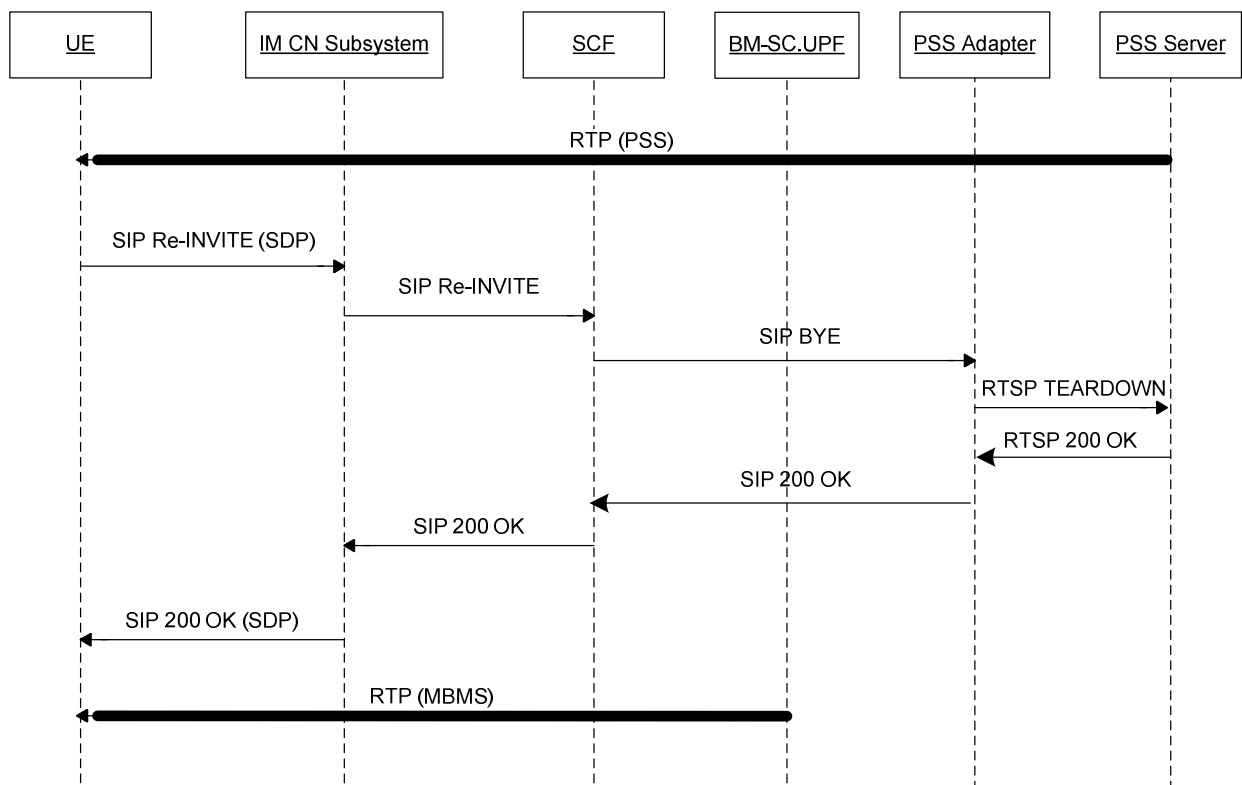 UE
IM CN Subsystem
SCF
BM-SC.UPF
PSS Adapter
PSS Server
RTP (PSS)
SIP Re-INVITE (SDP)
SIP Re-INVITE
SIP BYE
RTSP TEARDOWN
RTSP 200 OK
SIP 200 OK
SIP 200 OK
SIP 200 OK (SDP)
RTP (MBMS)